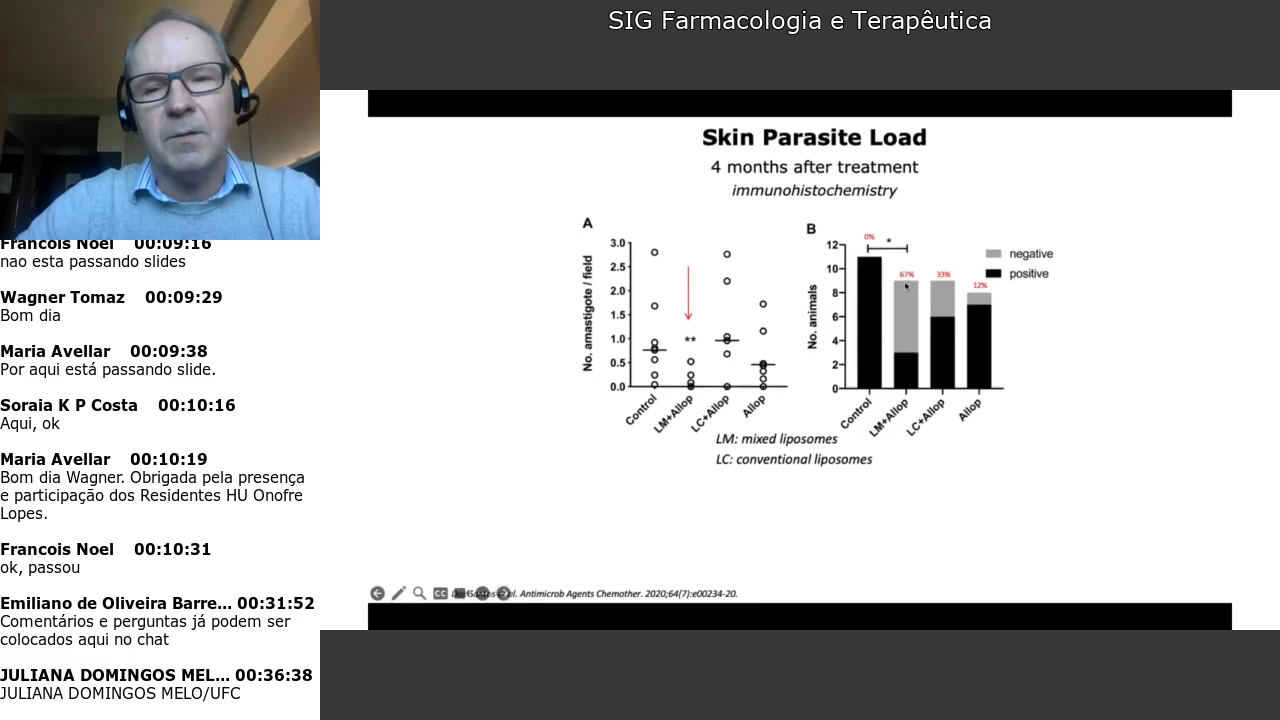 SIG Farmacologia e Terapêutica
Francois Noel 00:09:16
nao esta passando slides
Wagner Tomaz 00:09:29
Bom dia
Maria Avellar 00:09:38
Por aqui está passando slide.
Soraia K P Costa 00:10:16
Aqui, ok
Maria Avellar 00:10:19
Bom dia Wagner. Obrigada pela presença
e participação dos Residentes HU Onofre
Lopes.
Francois Noel 00:10:31
ok, passou
Emiliano de Oliveira Barre... 00:31:52
Comentários e perguntas já podem ser
colocados aqui no chat
JULIANA DOMINGOS MEL... 00:36:38
JULIANA DOMINGOS MELO/UFC
Skin Parasite Load
4 months after treatment
immunohistochemistry
A
No. amastigote / field
3.0
2.5
2.0
1.5
1.0
0.5
0.0
**
Control
LM+Allop
LC+Allop
Allop
B
No. animals
12
10
8
6
4
2
0
0%
*
67%
33%
12%
negative
positive
Control
LM+Allop
LC+Allop
Allop
LM: mixed liposomes
LC: conventional liposomes
CC
Antimicrob Agents Chemother. 2020;64(7):e00234-20.